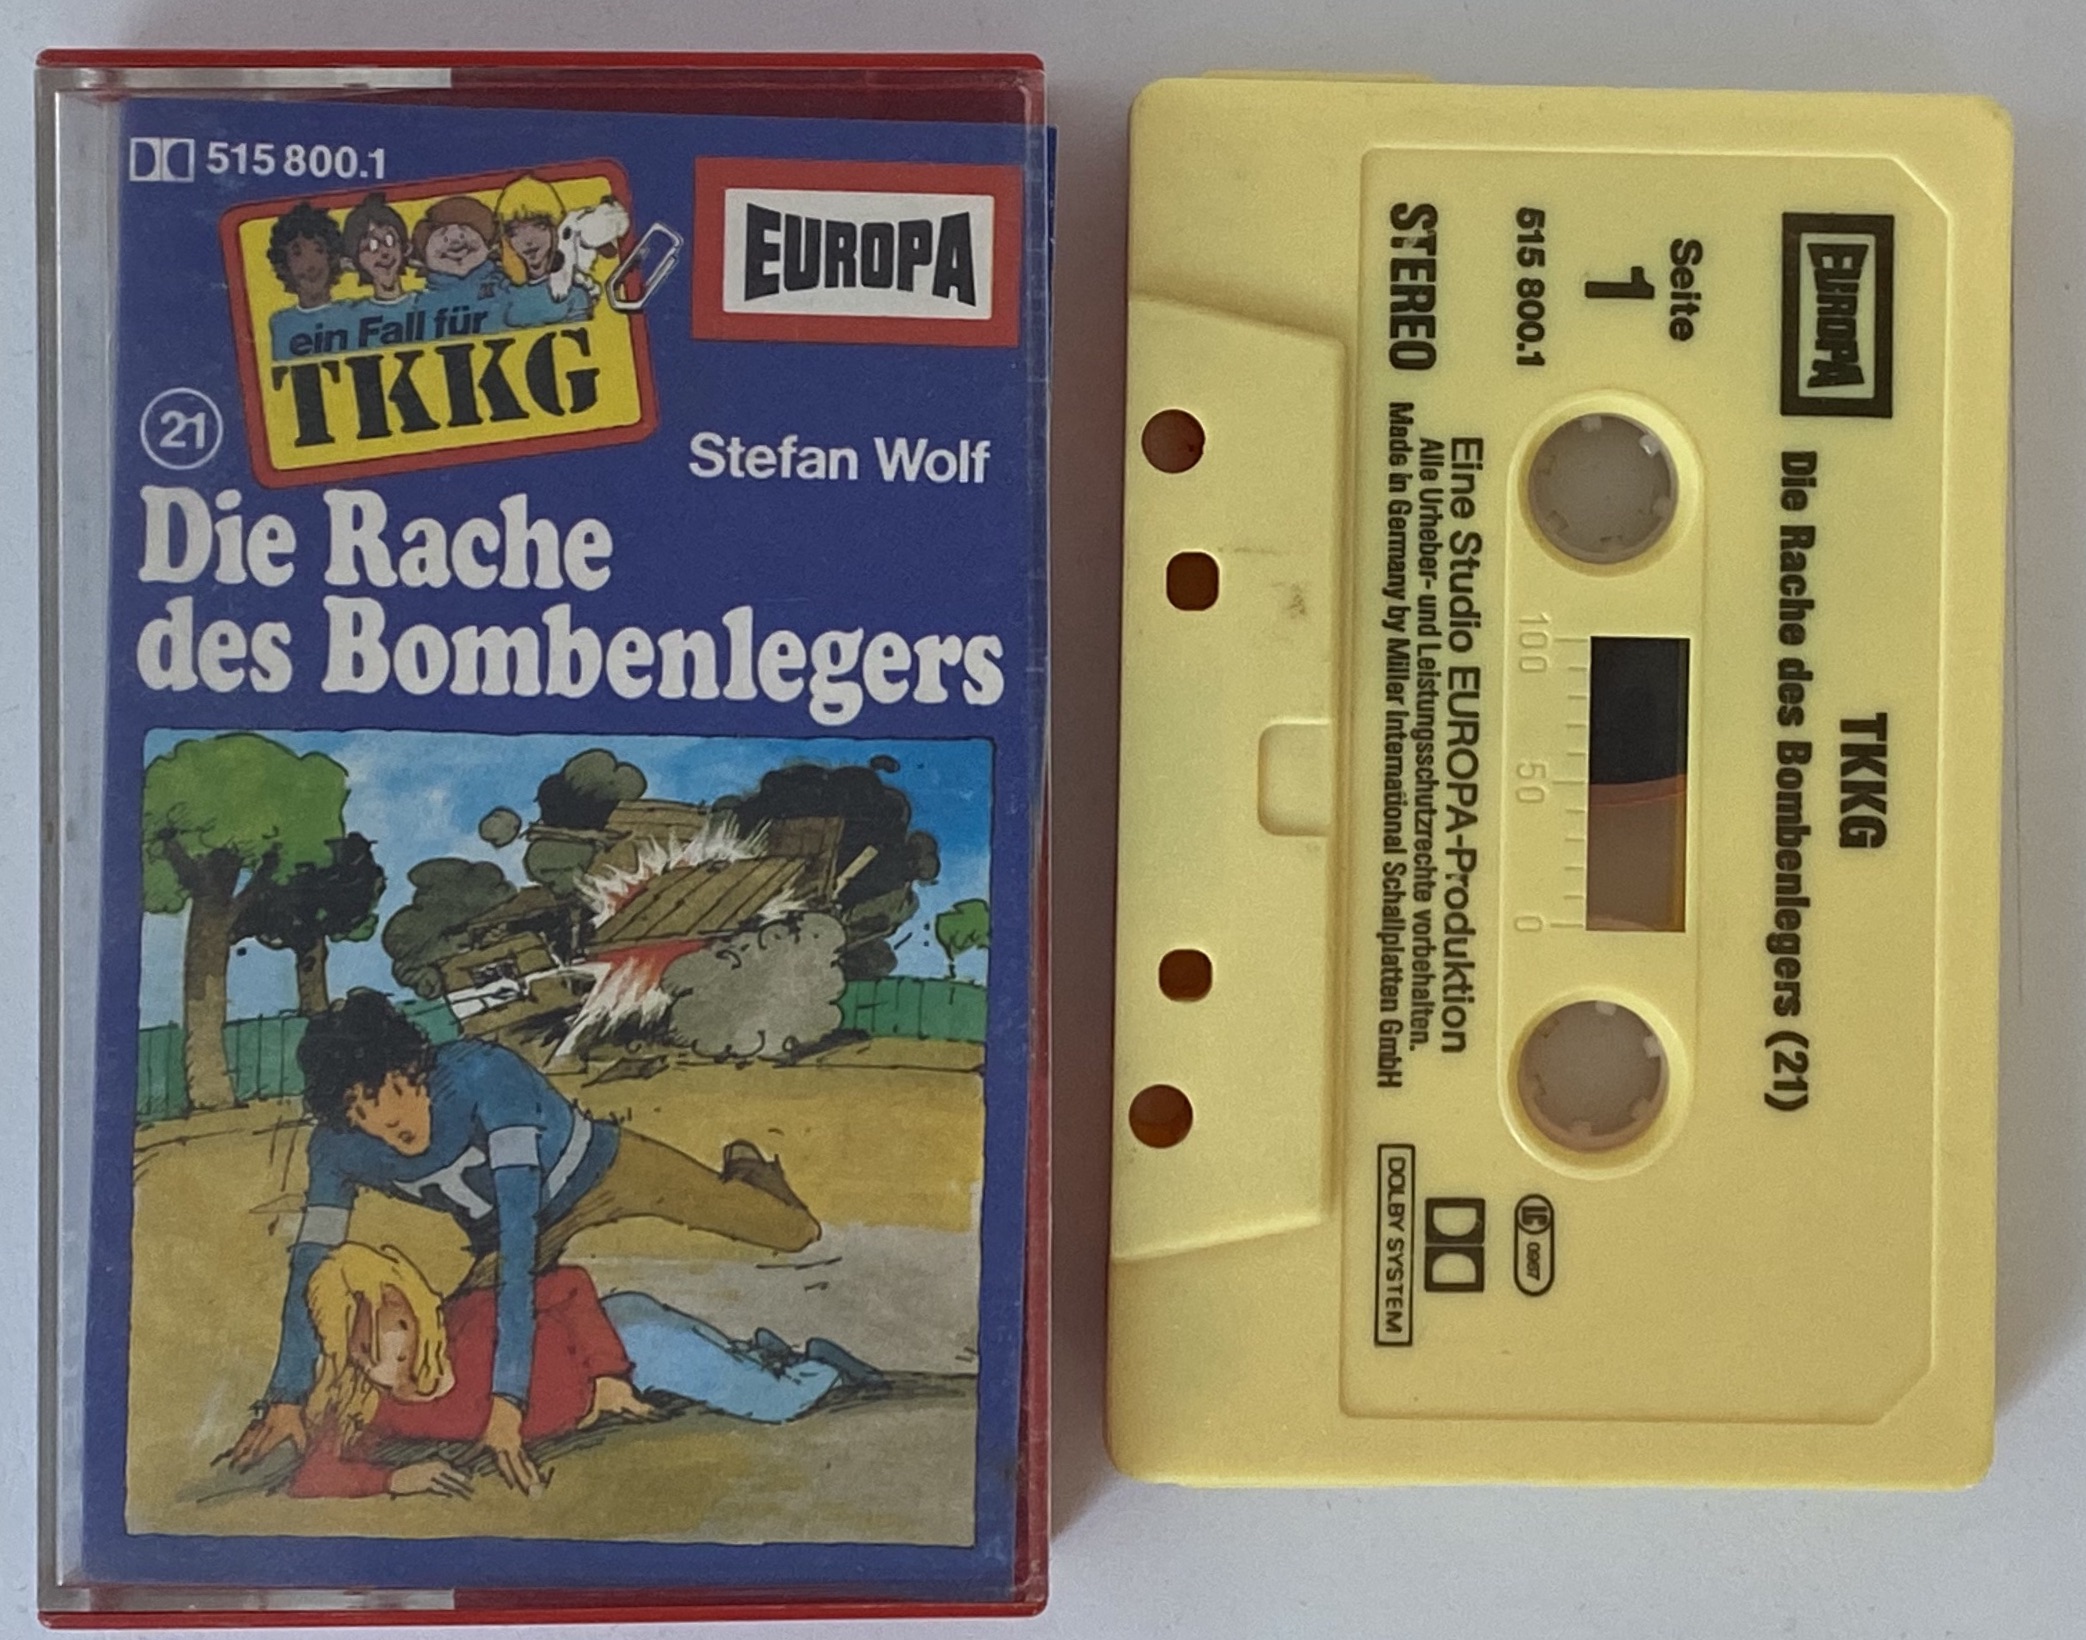 515 800.1
EUROPA
ein Fall für
TKKG
21
Stefan Wolf
Die Rache
des Bombenlegers
T
EUROPA
TKKG
Die Rache des Bombenlegers (21)
Seite
1
515 800.1
STEREO
100
50
0
Eine Studio EUROPA-Produktion
Alle Urheber- und Leistungsschutzrechte vorbehalten.
Made in Germany by Miller International Schallplatten GmbH
LC 0987
DOLBY SYSTEM